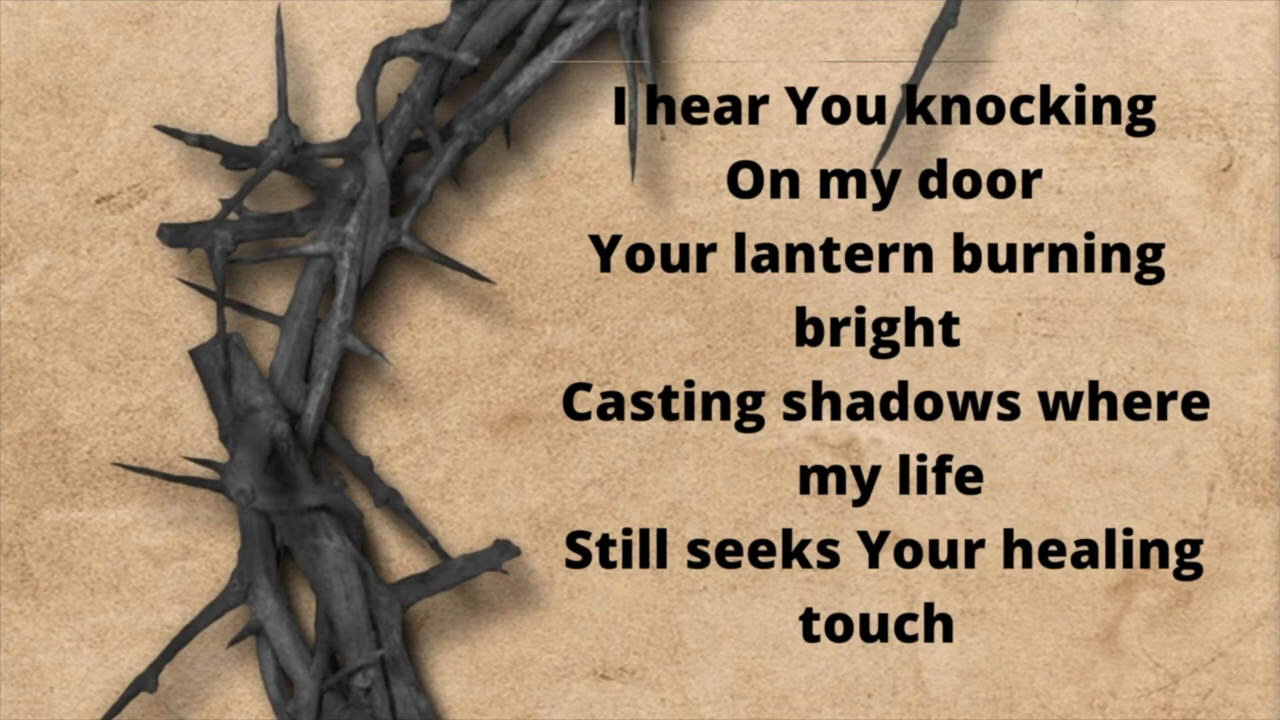 I hear You knocking
On my door
Your lantern burning
bright
Casting shadows where
my life
Still seeks Your healing
touch